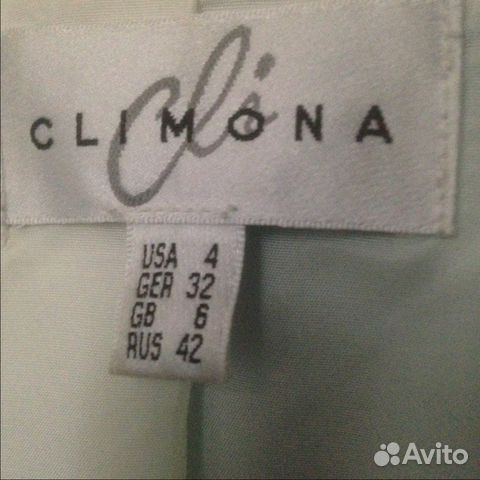 Cli
CLIMONA
USA 4
GER 32
GB 6
RUS 42
Avito